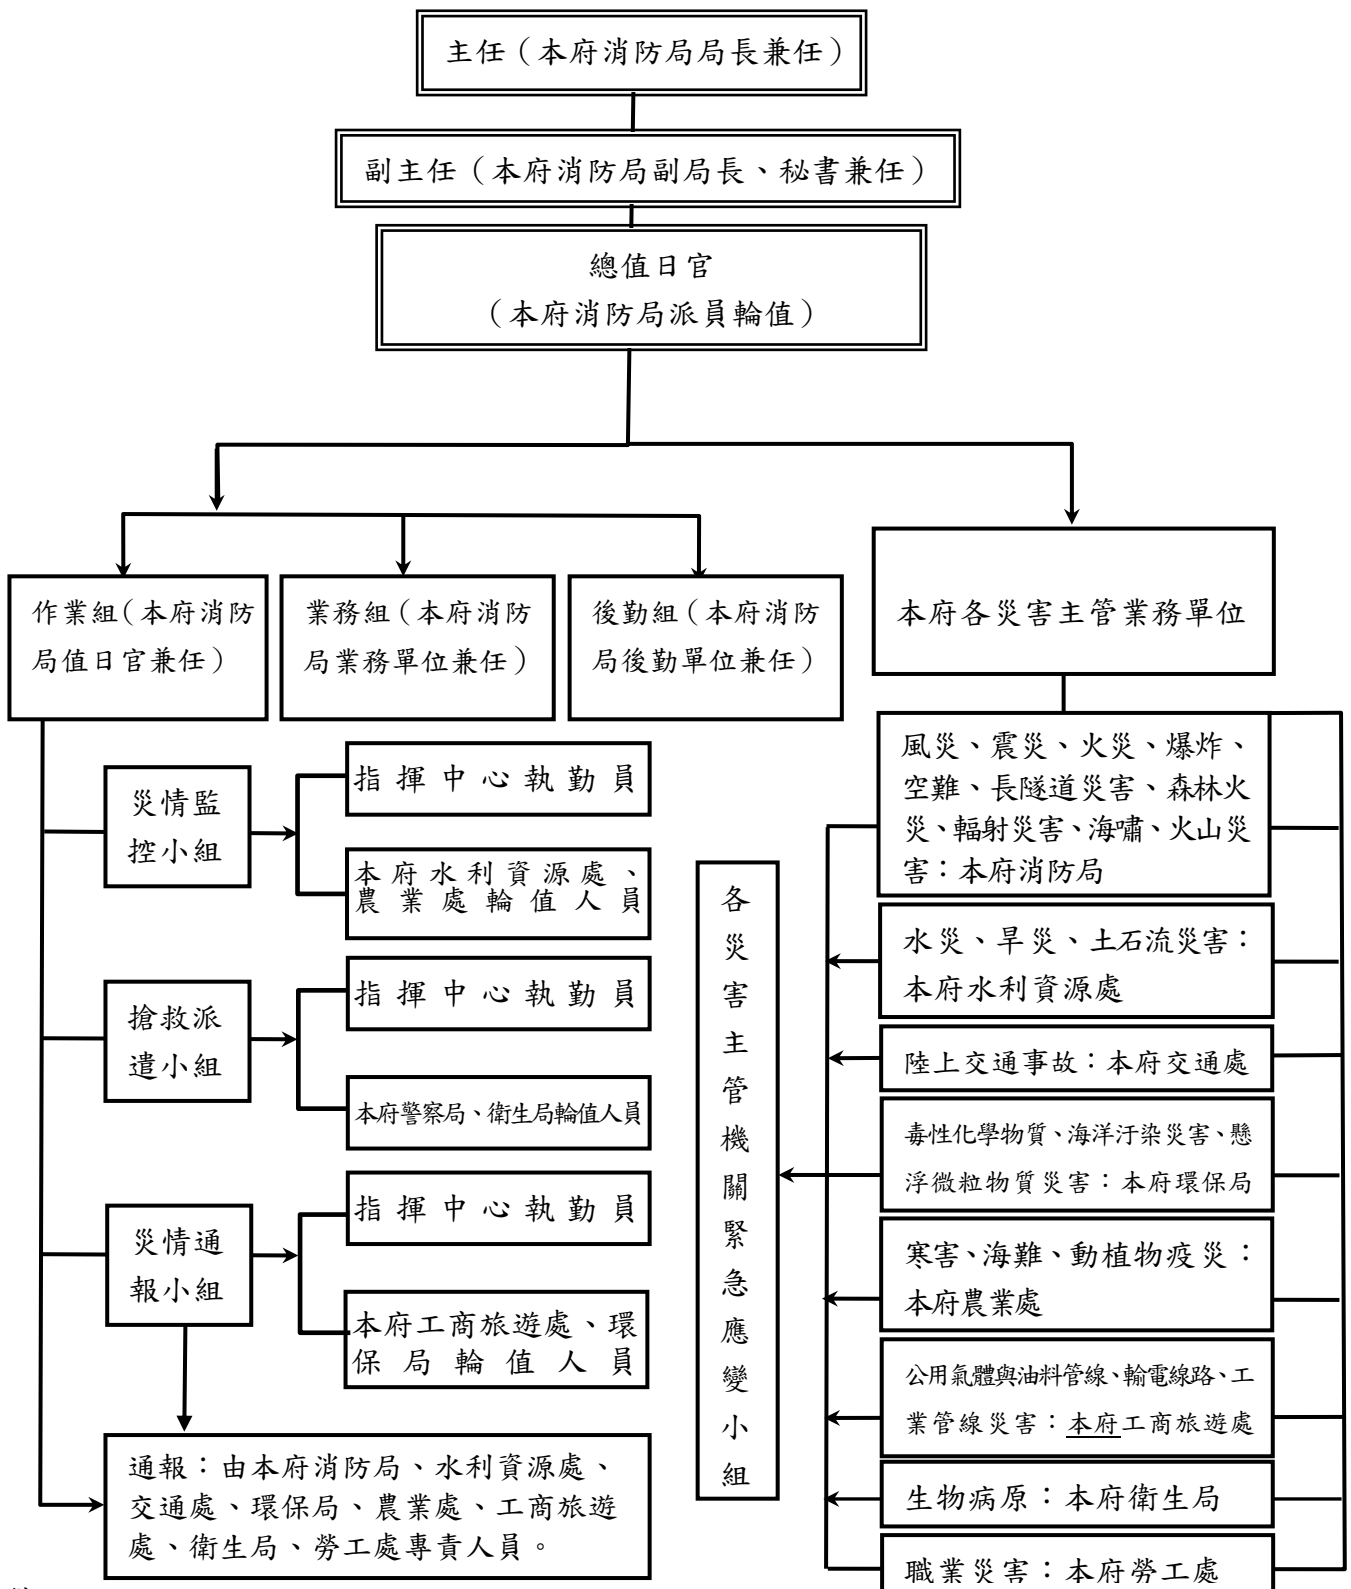 主任（本府消防局局長兼任）
副主任（本府消防局副局長、秘書兼任）
總值日官
（本府消防局派員輪值）
作業組（本府消防
局值日官兼任）
業務組（本府消防
局業務單位兼任）
後勤組（本府消防
局後勤單位兼任）
本府各災害主管業務單位
災情監
控小組
指揮中心執勤員
本府水利資源處、
農業處輪值人員
搶救派
遣小組
指揮中心執勤員
本府警察局、衛生局輪值人員
災情通
報小組
指揮中心執勤員
本府工商旅遊處、環
保局輪值人員
通報：由本府消防局、水利資源處、
交通處、環保局、農業處、工商旅遊
處、衛生局、勞工處專責人員。
各
災
害
主
管
機
關
緊
急
應
變
小
組
風災、震災、火災、爆炸、
空難、長隧道災害、森林火
災、輻射災害、海嘯、火山災
害：本府消防局
水災、旱災、土石流災害：
本府水利資源處
陸上交通事故：本府交通處
毒性化學物質、海洋汙染災害、懸
浮微粒物質災害：本府環保局
寒害、海難、動植物疫災：
本府農業處
公用氣體與油料管線、輸電線路、工
業管線災害：本府工商旅遊處
生物病原：本府衛生局
職業災害：本府勞工處